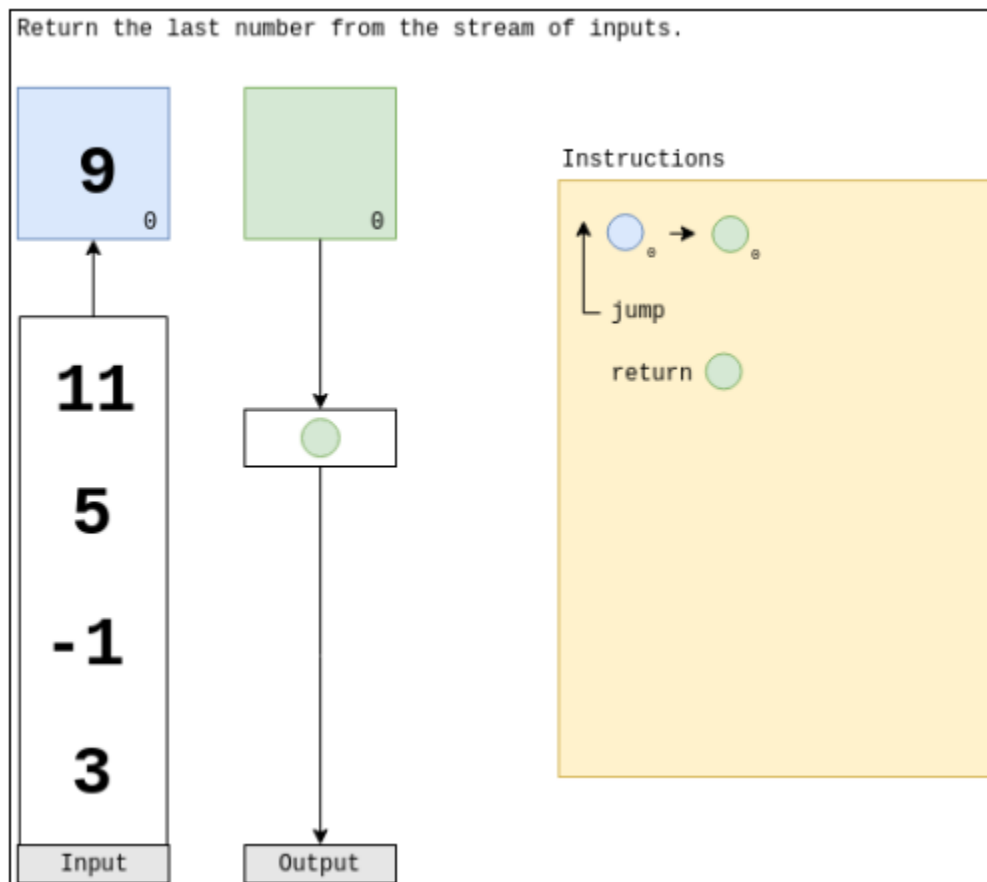 Return the last number from the stream of inputs.
9
0
0
Instructions
0
0
jump
return
11
5
-1
3
Input
Output